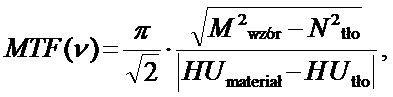 MTF(ν) = π/√2 · √(M²wzór − N²tło) / |HUmateriał − HUtło|,